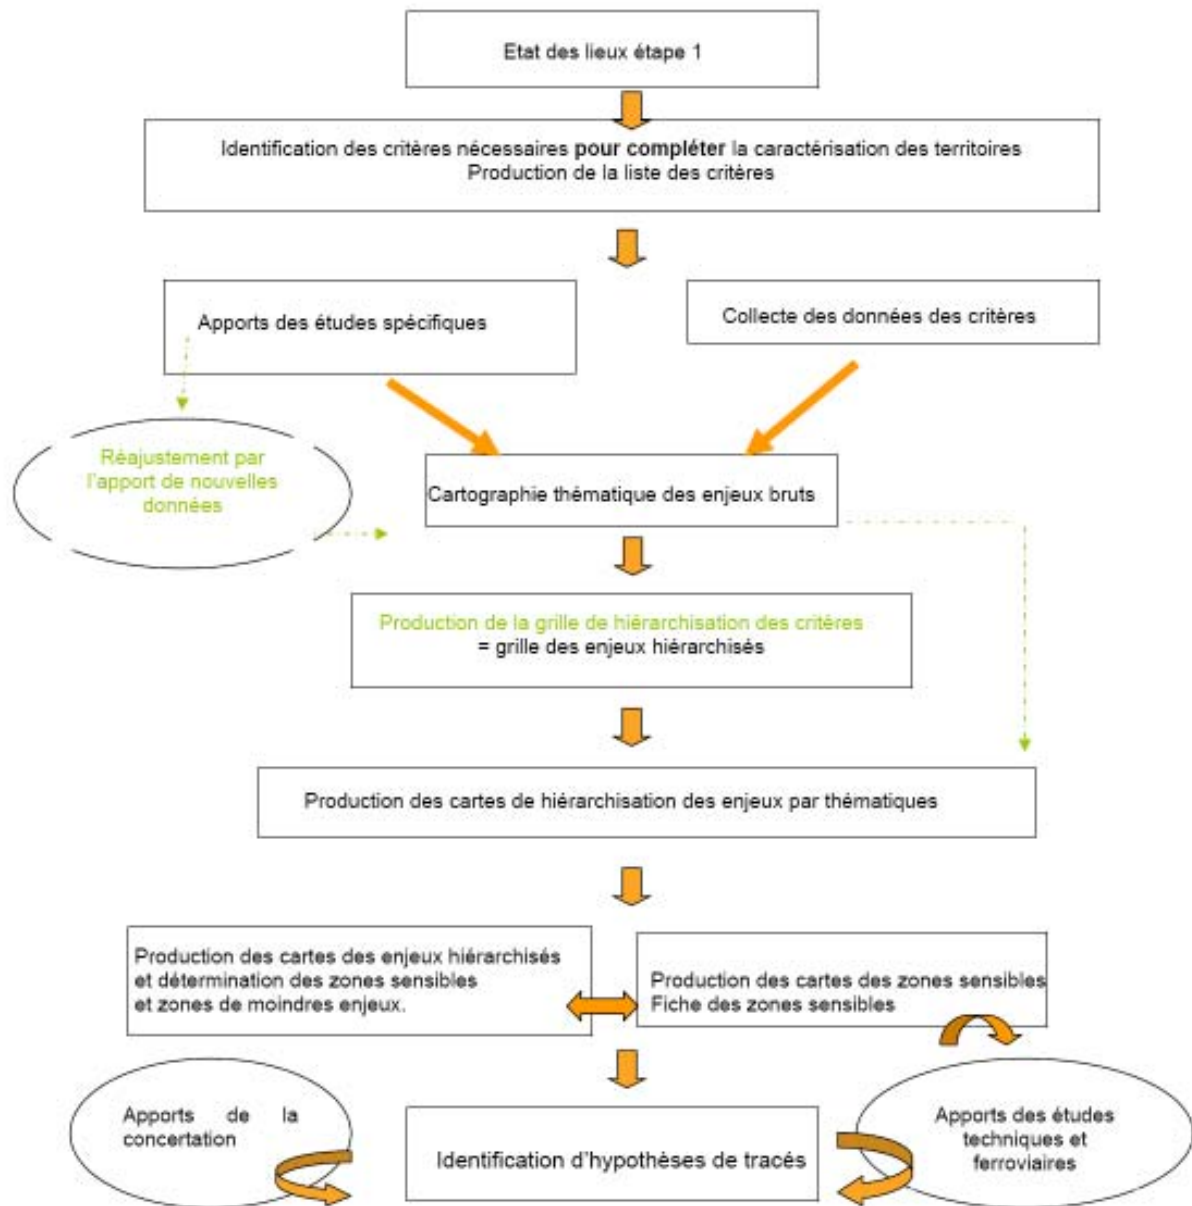 Etat des lieux étape 1
Identification des critères nécessaires pour compléter la caractérisation des territoires
Production de la liste des critères
Apports des études spécifiques
Collecte des données des critères
Réajustement par
l'apport de nouvelles
données
Cartographie thématique des enjeux bruts
Production de la grille de hiérarchisation des critères
= grille des enjeux hiérarchisés
Production des cartes de hiérarchisation des enjeux par thématiques
Production des cartes des enjeux hiérarchisés
et détermination des zones sensibles
et zones de moindres enjeux.
Production des cartes des zones sensibles
Fiche des zones sensibles
Apports de la
concertation
Identification d'hypothèses de tracés
Apports des études
techniques et
ferroviaires